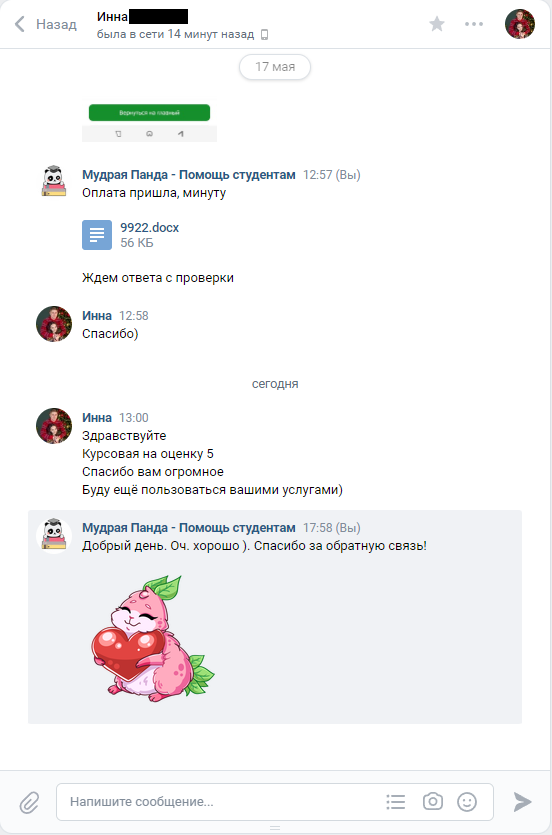 Назад
Инна
была в сети 14 минут назад
17 мая
Вернуться на главный
Мудрая Панда - Помощь студентам 12:57 (Вы)
Оплата пришла, минуту
9922.docx
56 КБ
Ждем ответа с проверки
Инна 12:58
Спасибо)
сегодня
Инна 13:00
Здравствуйте
Курсовая на оценку 5
Спасибо вам огромное
Буду ещё пользоваться вашими услугами)
Мудрая Панда - Помощь студентам 17:58 (Вы)
Добрый день. Оч. хорошо ). Спасибо за обратную связь!
Напишите сообщение...